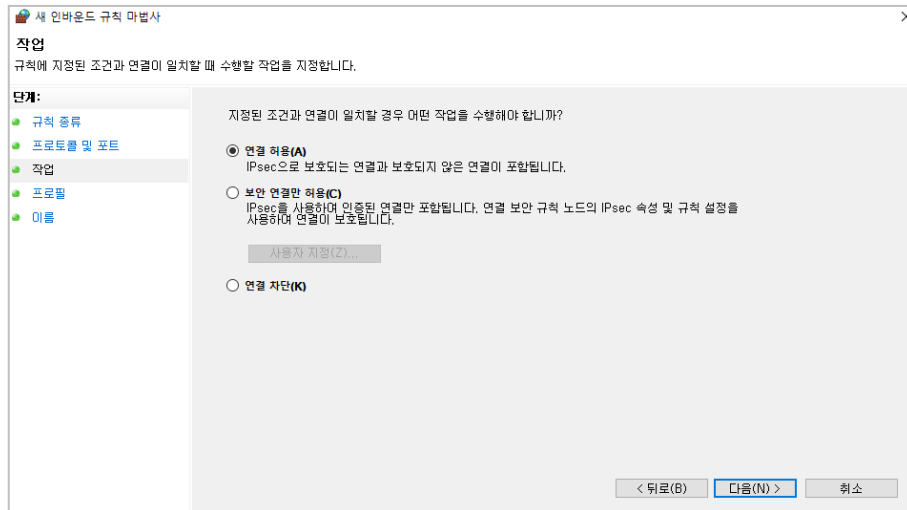 새 인바운드 규칙 마법사
작업
규칙에 지정된 조건과 연결이 일치할 때 수행할 작업을 지정합니다.
단계:
규칙 종류
프로토콜 및 포트
작업
프로필
이름
지정된 조건과 연결이 일치할 경우 어떤 작업을 수행해야 합니까?
연결 허용(A)
IPsec으로 보호되는 연결과 보호되지 않은 연결이 포함됩니다.
보안 연결만 허용(C)
IPsec을 사용하여 인증된 연결만 포함됩니다. 연결 보안 규칙 노드의 IPsec 속성 및 규칙 설정을
사용하여 연결이 보호됩니다.
사용자 지정(Z)...
연결 차단(K)
< 뒤로(B) 다음(N) > 취소